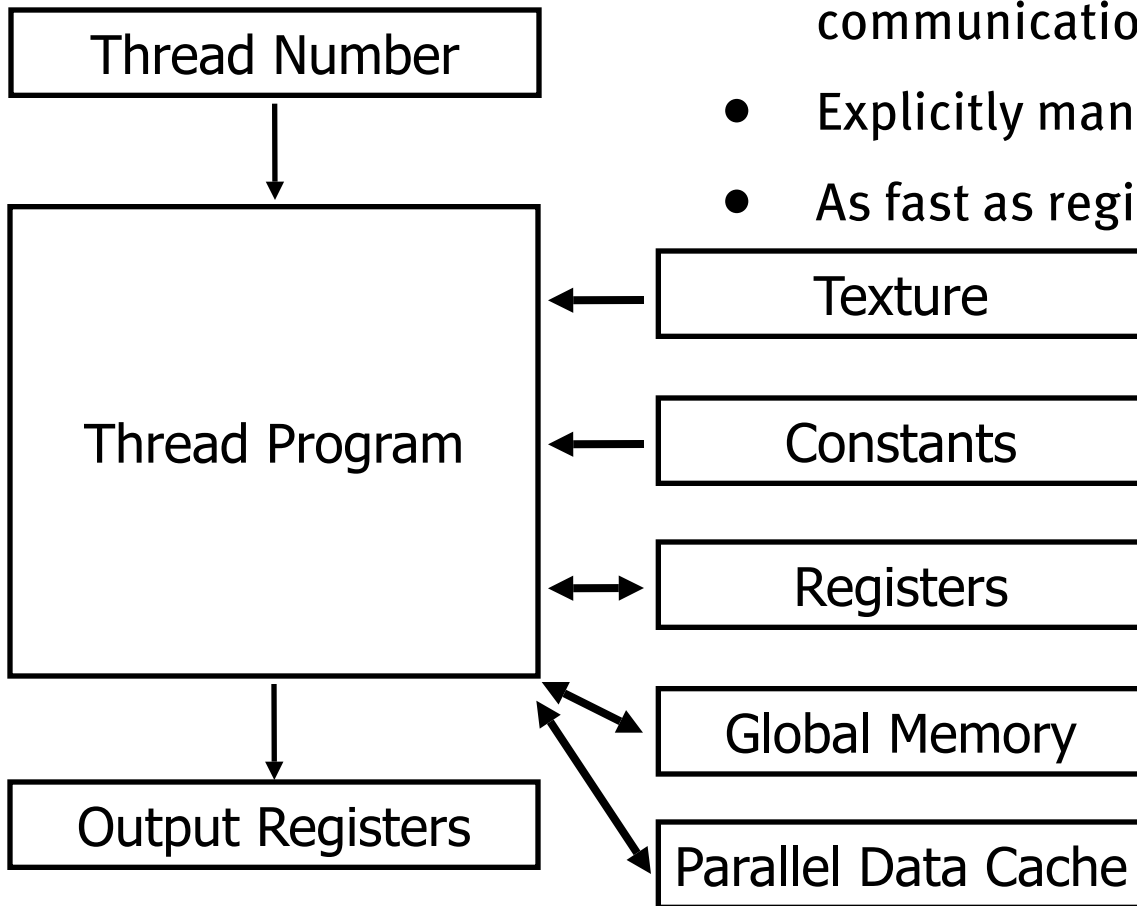 communicatio
Thread Number
• Explicitly man
• As fast as regi
Texture
Thread Program
Constants
Registers
Global Memory
Output Registers
Parallel Data Cache